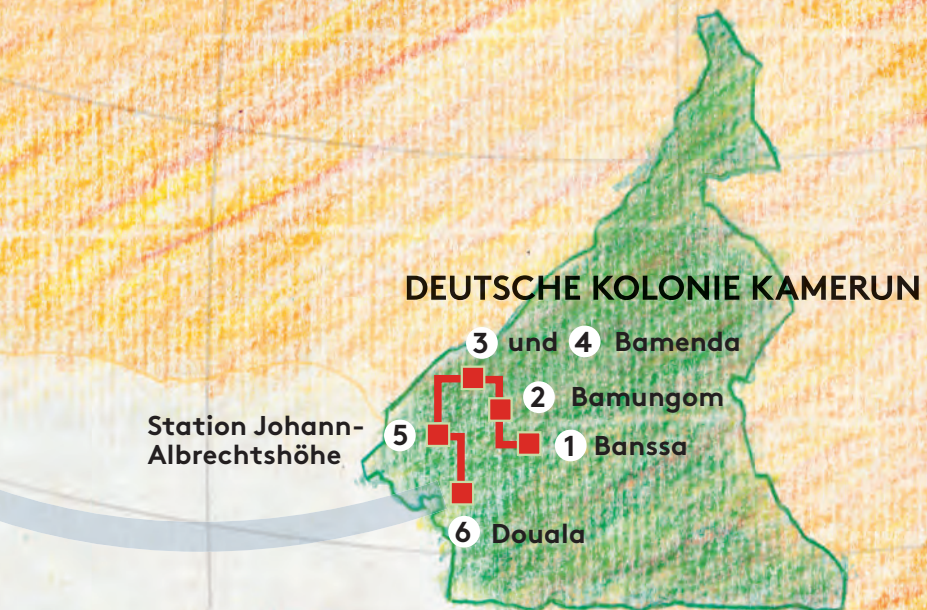 DEUTSCHE KOLONIE KAMERUN
3 und 4 Bamenda
2 Bamungom
Station Johann-
Albrechtshöhe
5
1 Banssa
6 Douala